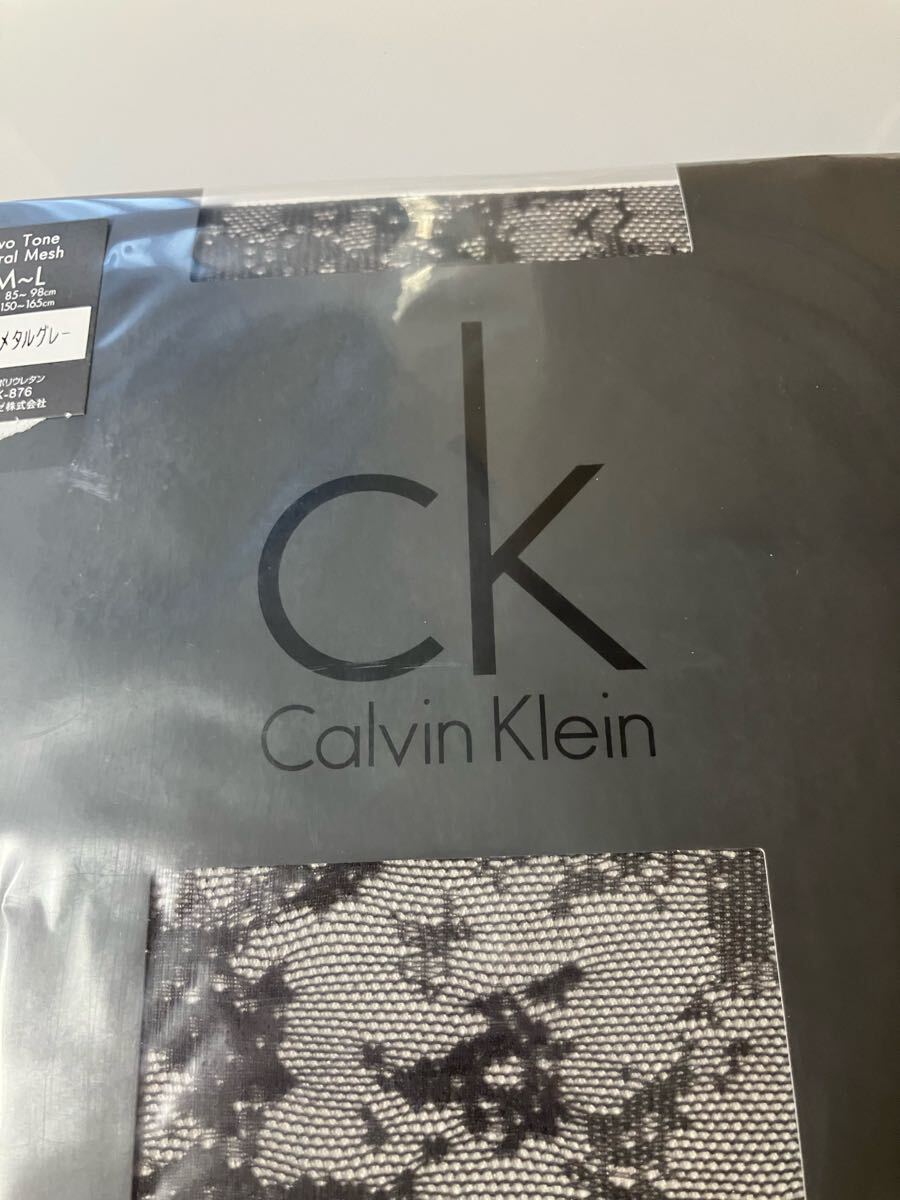 wo Tone
ral Mesh
M~L
85~98cm
150~165cm
メタルグレー
ポリウレタン
K-876
ゼ株式会社
ck
Calvin Klein